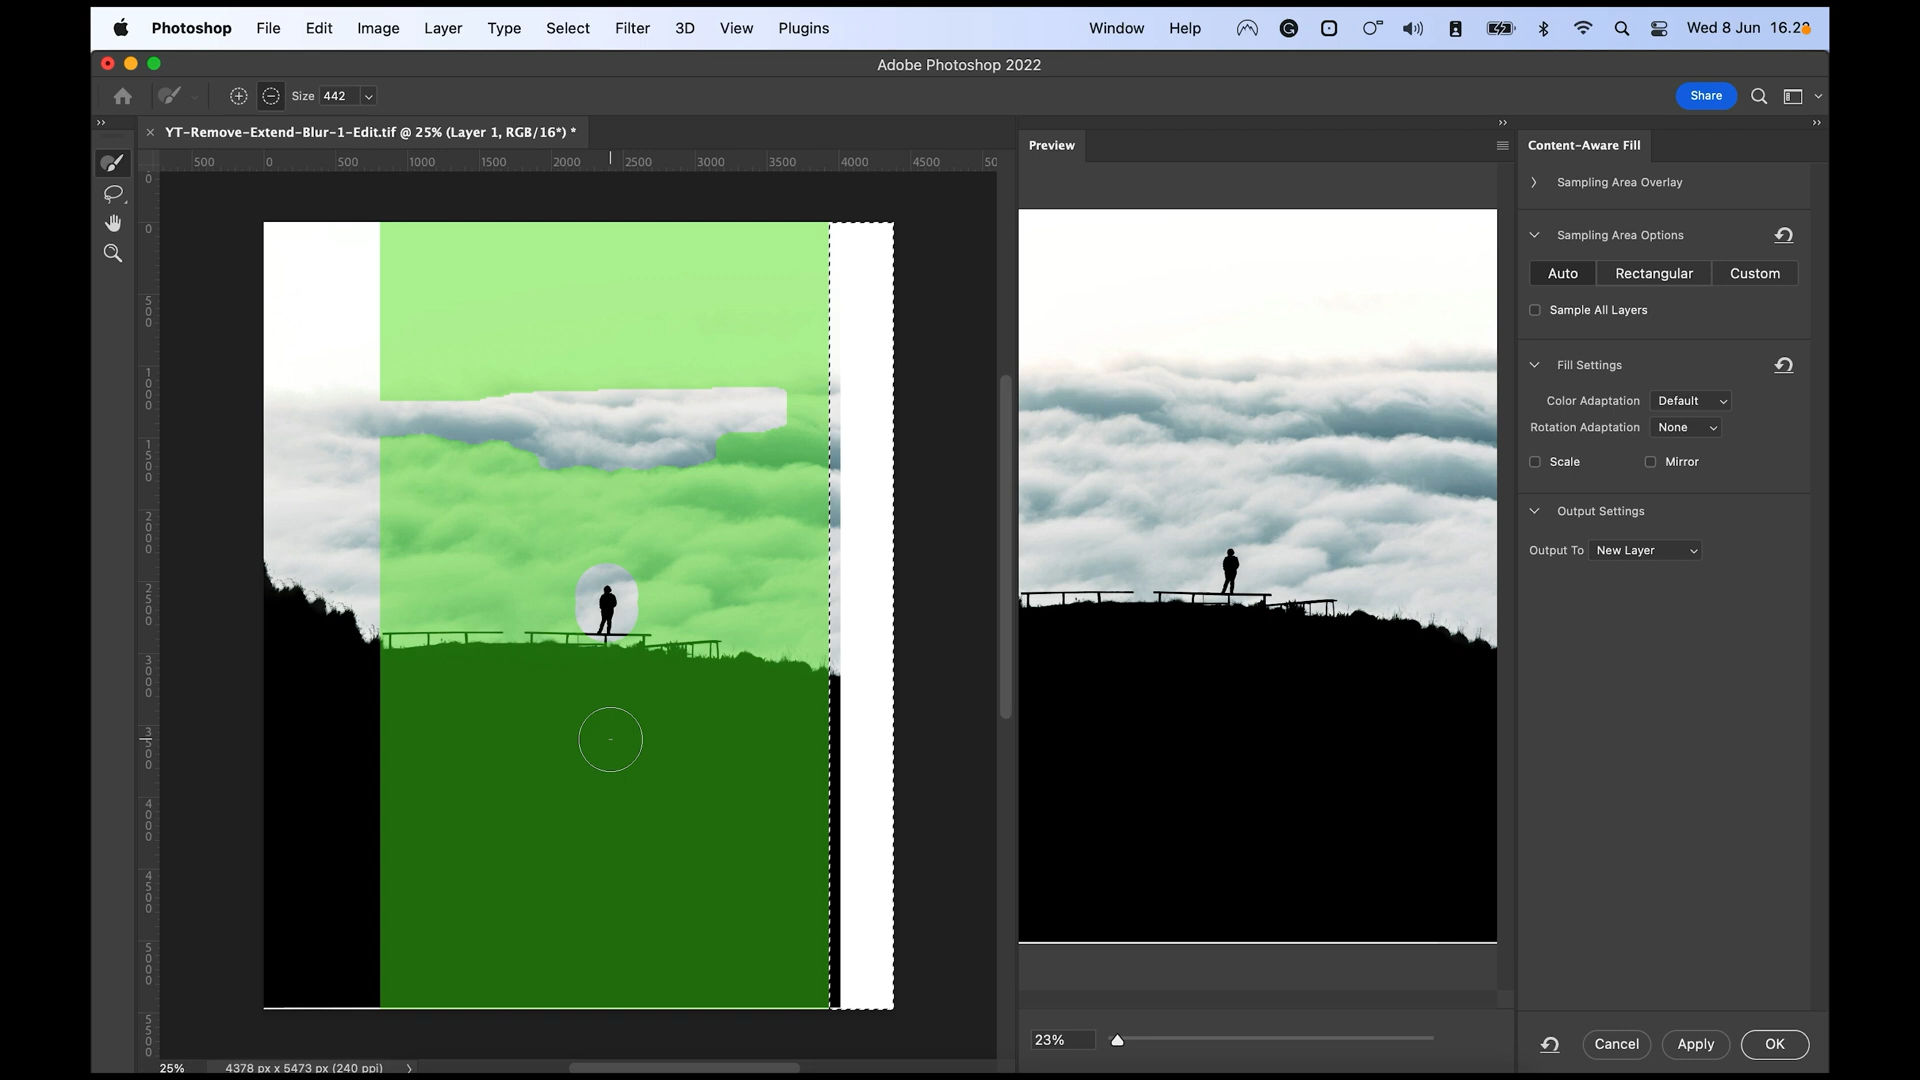 Photoshop File Edit Image Layer Type Select Filter 3D View Plugins Window Help Wed 8 Jun 16.28
Adobe Photoshop 2022
Size 442 Share
YT-Remove-Extend-Blur-1-Edit.tif @ 25% (Layer 1, RGB/16*) *
500 0 500 1000 1500 2000 2500 3000 3500 4000 4500 50
0
0
500
1000
1500
2000
2500
3000
3500
4000
4500
5000
5500
25% 4378 px x 5473 px (240 ppi)
Preview
23%
Content-Aware Fill
Sampling Area Overlay
Sampling Area Options
Auto Rectangular Custom
Sample All Layers
Fill Settings
Color Adaptation Default
Rotation Adaptation None
Scale Mirror
Output Settings
Output To New Layer
Cancel Apply OK